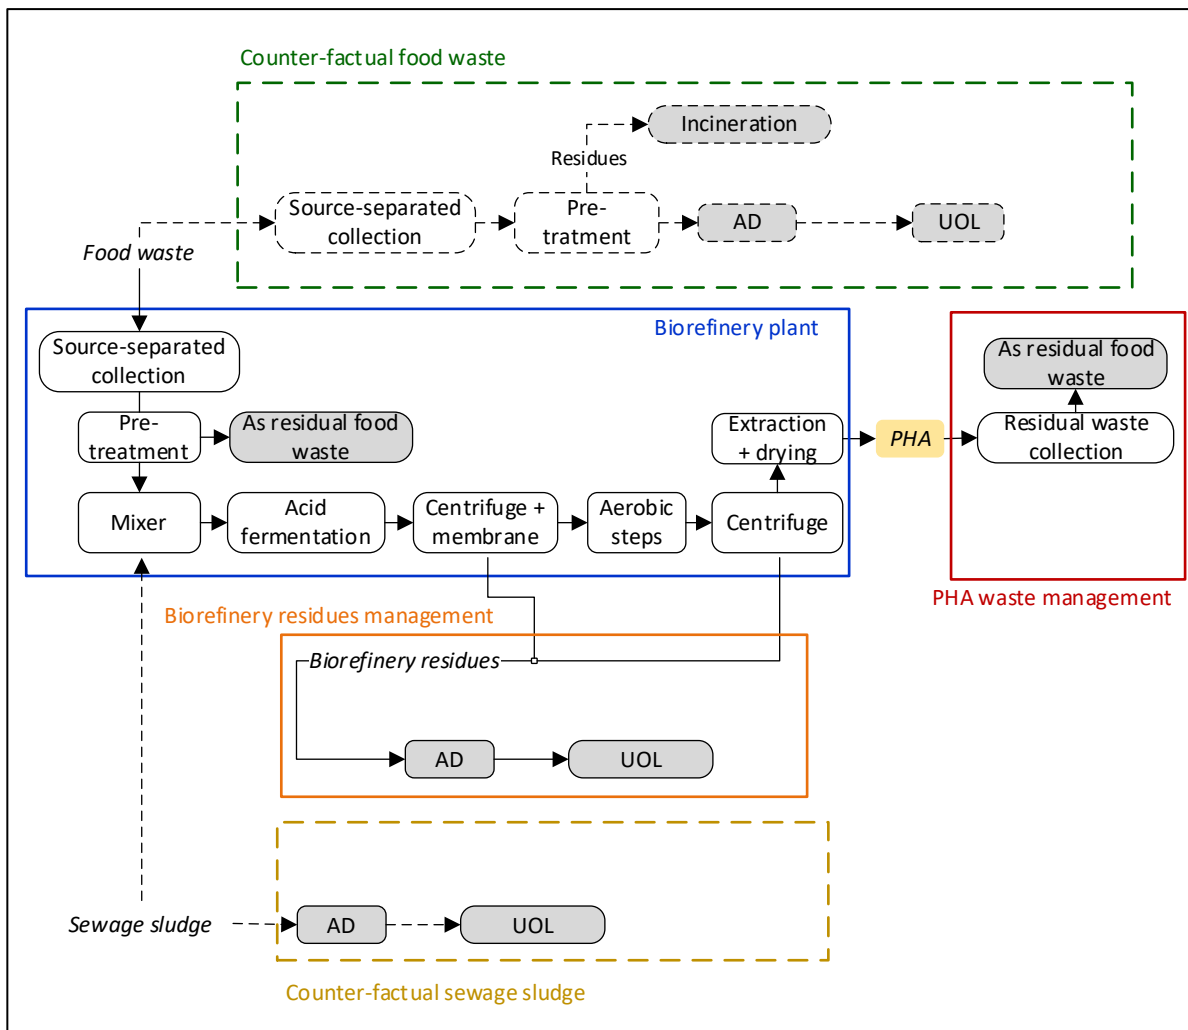 Counter-factual food waste
Incineration
Residues
Source-separated
collection
Pre-
tratment
AD
UOL
Food waste
Biorefinery plant
Source-separated
collection
Pre-
treatment
As residual food
waste
Extraction
+ drying
PHA
As residual food
waste
Residual waste
collection
Mixer
Acid
fermentation
Centrifuge +
membrane
Aerobic
steps
Centrifuge
PHA waste management
Biorefinery residues management
Biorefinery residues
AD
UOL
Sewage sludge
AD
UOL
Counter-factual sewage sludge